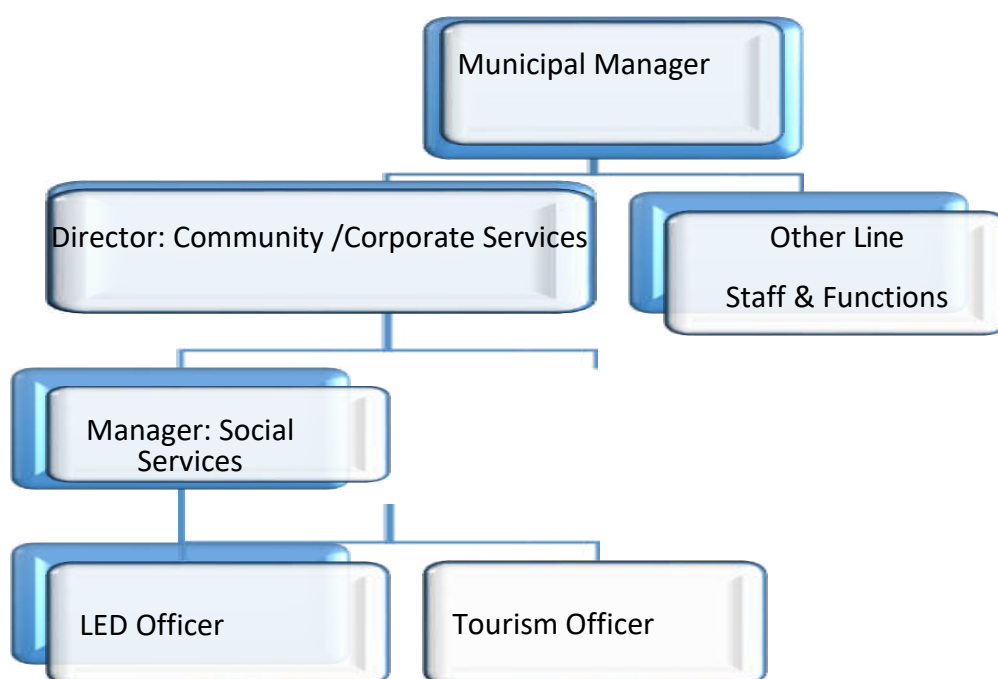 Municipal Manager
Director: Community /Corporate Services
Other Line
Staff & Functions
Manager: Social
Services
LED Officer
Tourism Officer